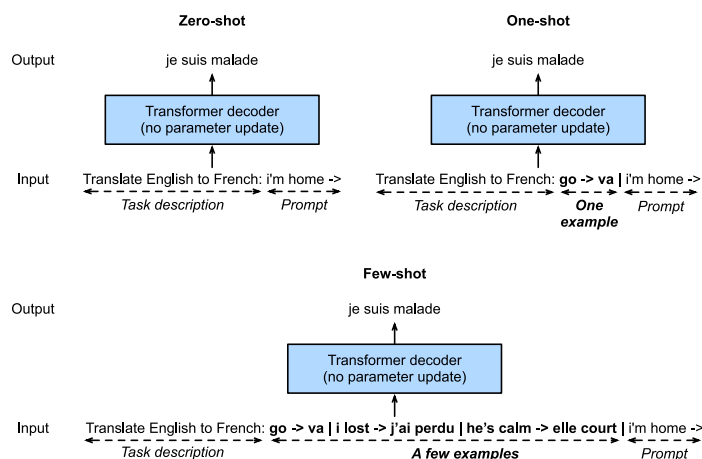 Zero-shot
One-shot
Output je suis malade je suis malade
Transformer decoder
(no parameter update)
Transformer decoder
(no parameter update)
Input Translate English to French: i'm home -> Translate English to French: go -> va | i'm home ->
Task description Prompt Task description One
example Prompt
Few-shot
Output je suis malade
Transformer decoder
(no parameter update)
Input Translate English to French: go -> va | i lost -> j'ai perdu | he's calm -> elle court | i'm home ->
Task description A few examples Prompt